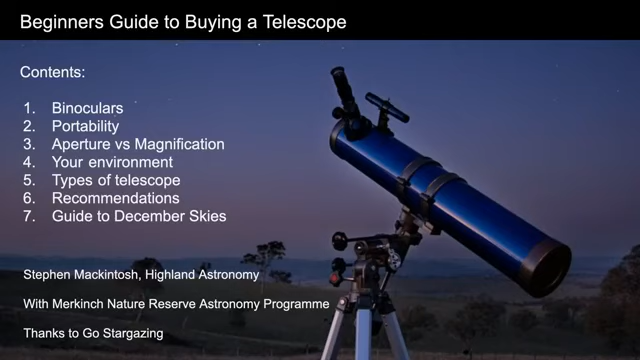 Beginners Guide to Buying a Telescope
Contents:
1. Binoculars
2. Portability
3. Aperture vs Magnification
4. Your environment
5. Types of telescope
6. Recommendations
7. Guide to December Skies
Stephen Mackintosh, Highland Astronomy
With Merkinch Nature Reserve Astronomy Programme
Thanks to Go Stargazing